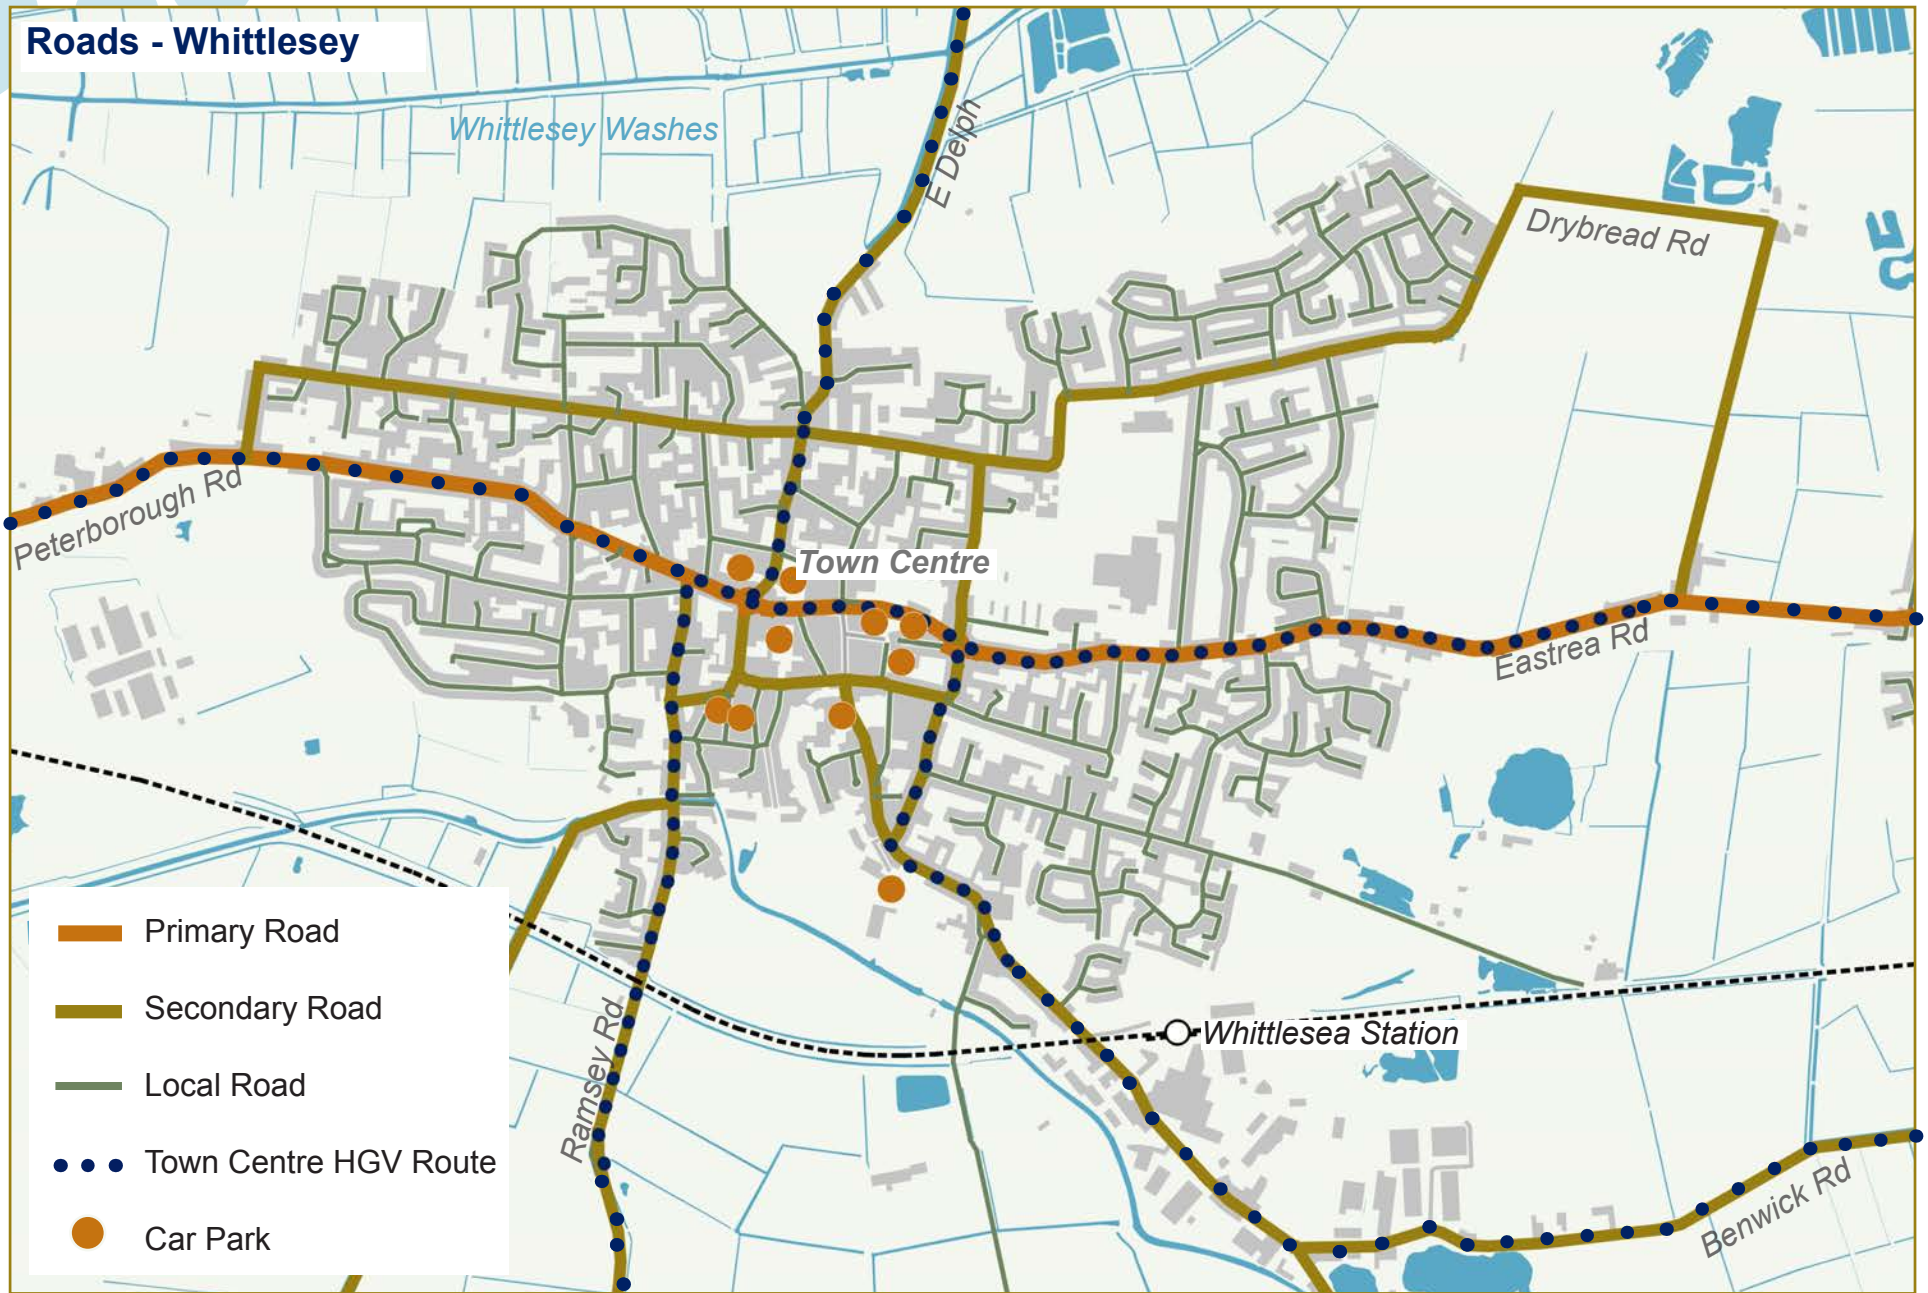 Roads - Whittlesey
Whittlesey Washes
E Delph
Drybread Rd
Peterborough Rd
Town Centre
Eastrea Rd
Primary Road
Secondary Road
Local Road
Town Centre HGV Route
Car Park
Ramsey Rd
Whittlesea Station
Benwick Rd